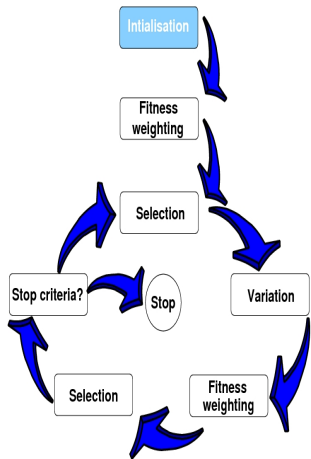 Intialisation
Fitness
weighting
Selection
Variation
Fitness
weighting
Selection
Stop criteria?
Stop